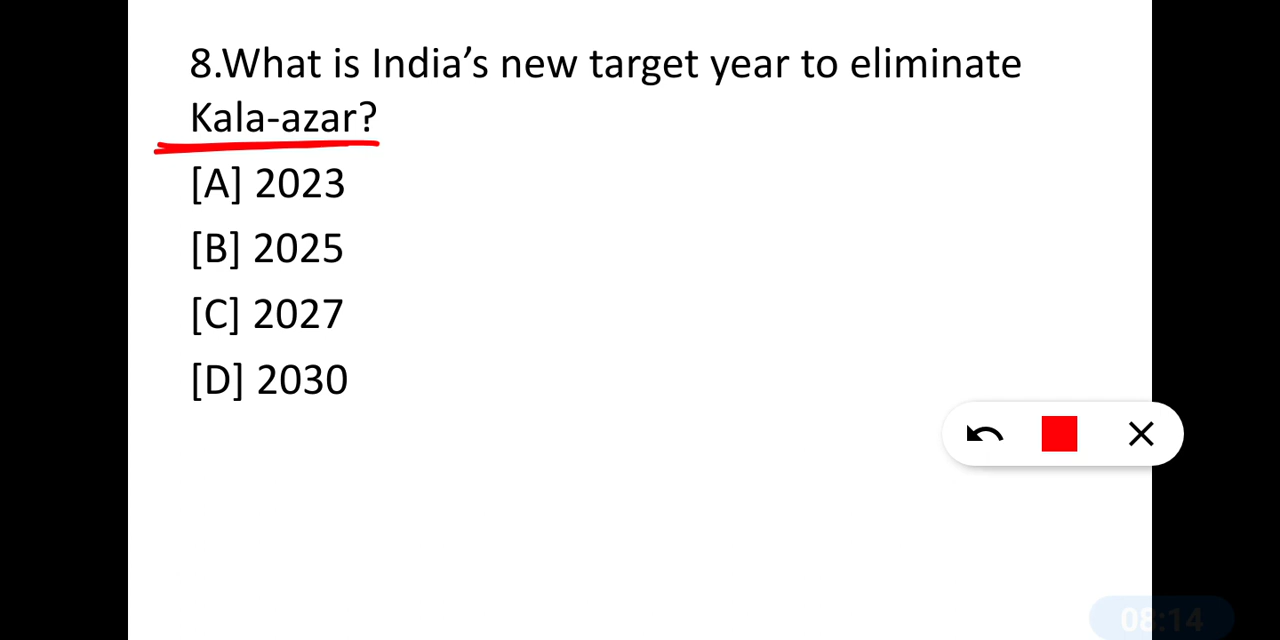 8.What is India’s new target year to eliminate
Kala-azar?
[A] 2023
[B] 2025
[C] 2027
[D] 2030
08:14